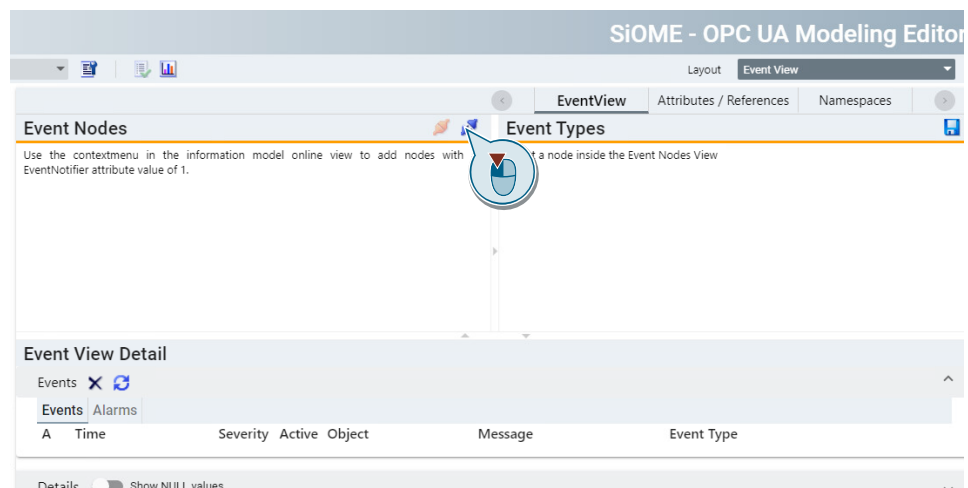 SiOME - OPC UA Modeling Editor
Layout Event View
EventView Attributes / References Namespaces
Event Nodes
Event Types
Use the contextmenu in the information model online view to add nodes with
EventNotifier attribute value of 1.
a node inside the Event Nodes View
Event View Detail
Events
Events Alarms
A Time Severity Active Object Message Event Type
Details Show NULL values